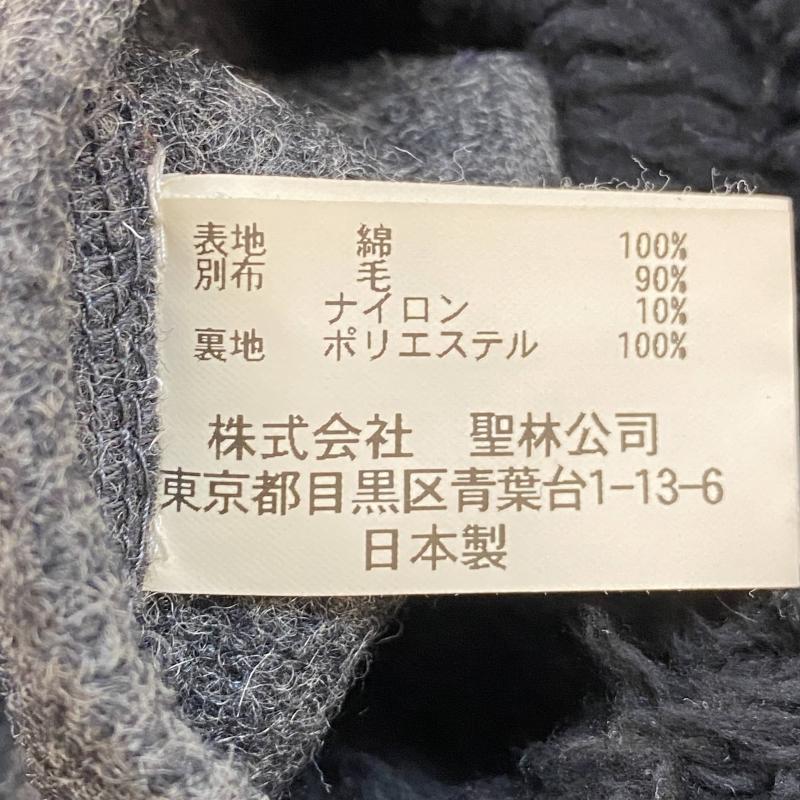 表地 綿 100%
別布 毛 90%
ナイロン 10%
裏地 ポリエステル 100%
株式会社 聖林公司
東京都目黒区青葉台1-13-6
日本製